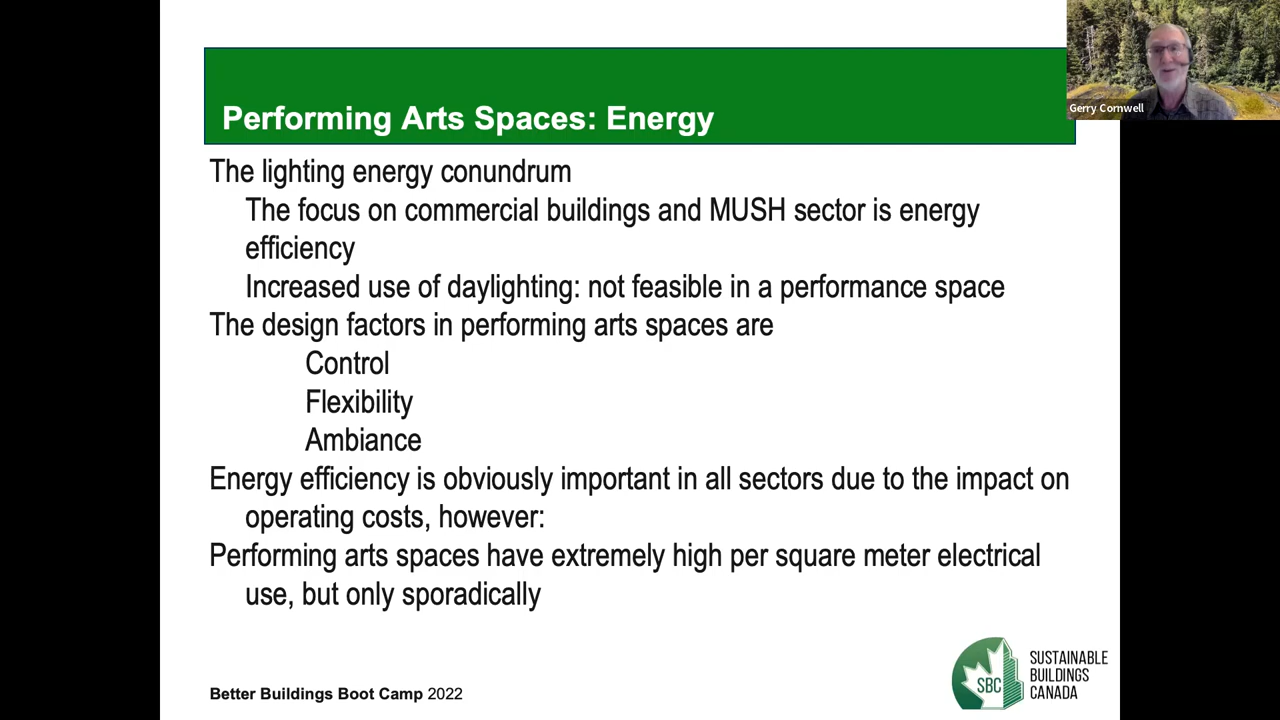 Performing Arts Spaces: Energy
Gerry Cornwell
The lighting energy conundrum
The focus on commercial buildings and MUSH sector is energy
efficiency
Increased use of daylighting: not feasible in a performance space
The design factors in performing arts spaces are
Control
Flexibility
Ambiance
Energy efficiency is obviously important in all sectors due to the impact on
operating costs, however:
Performing arts spaces have extremely high per square meter electrical
use, but only sporadically
SBC
SUSTAINABLE
BUILDINGS
CANADA
Better Buildings Boot Camp 2022